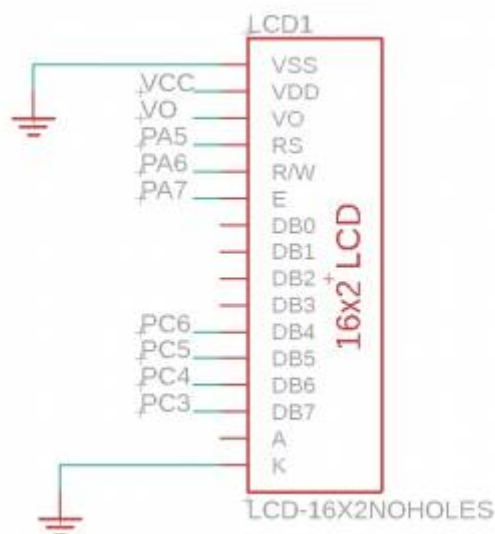 LCD1
VSS
VCC VDD
VO VO
PA5 RS
PA6 R/W
PA7 E
DB0
DB1
DB2
DB3
PC6 DB4
PC5 DB5
PC4 DB6
PC3 DB7
A
K
16x2 LCD
LCD-16X2NOHOLES